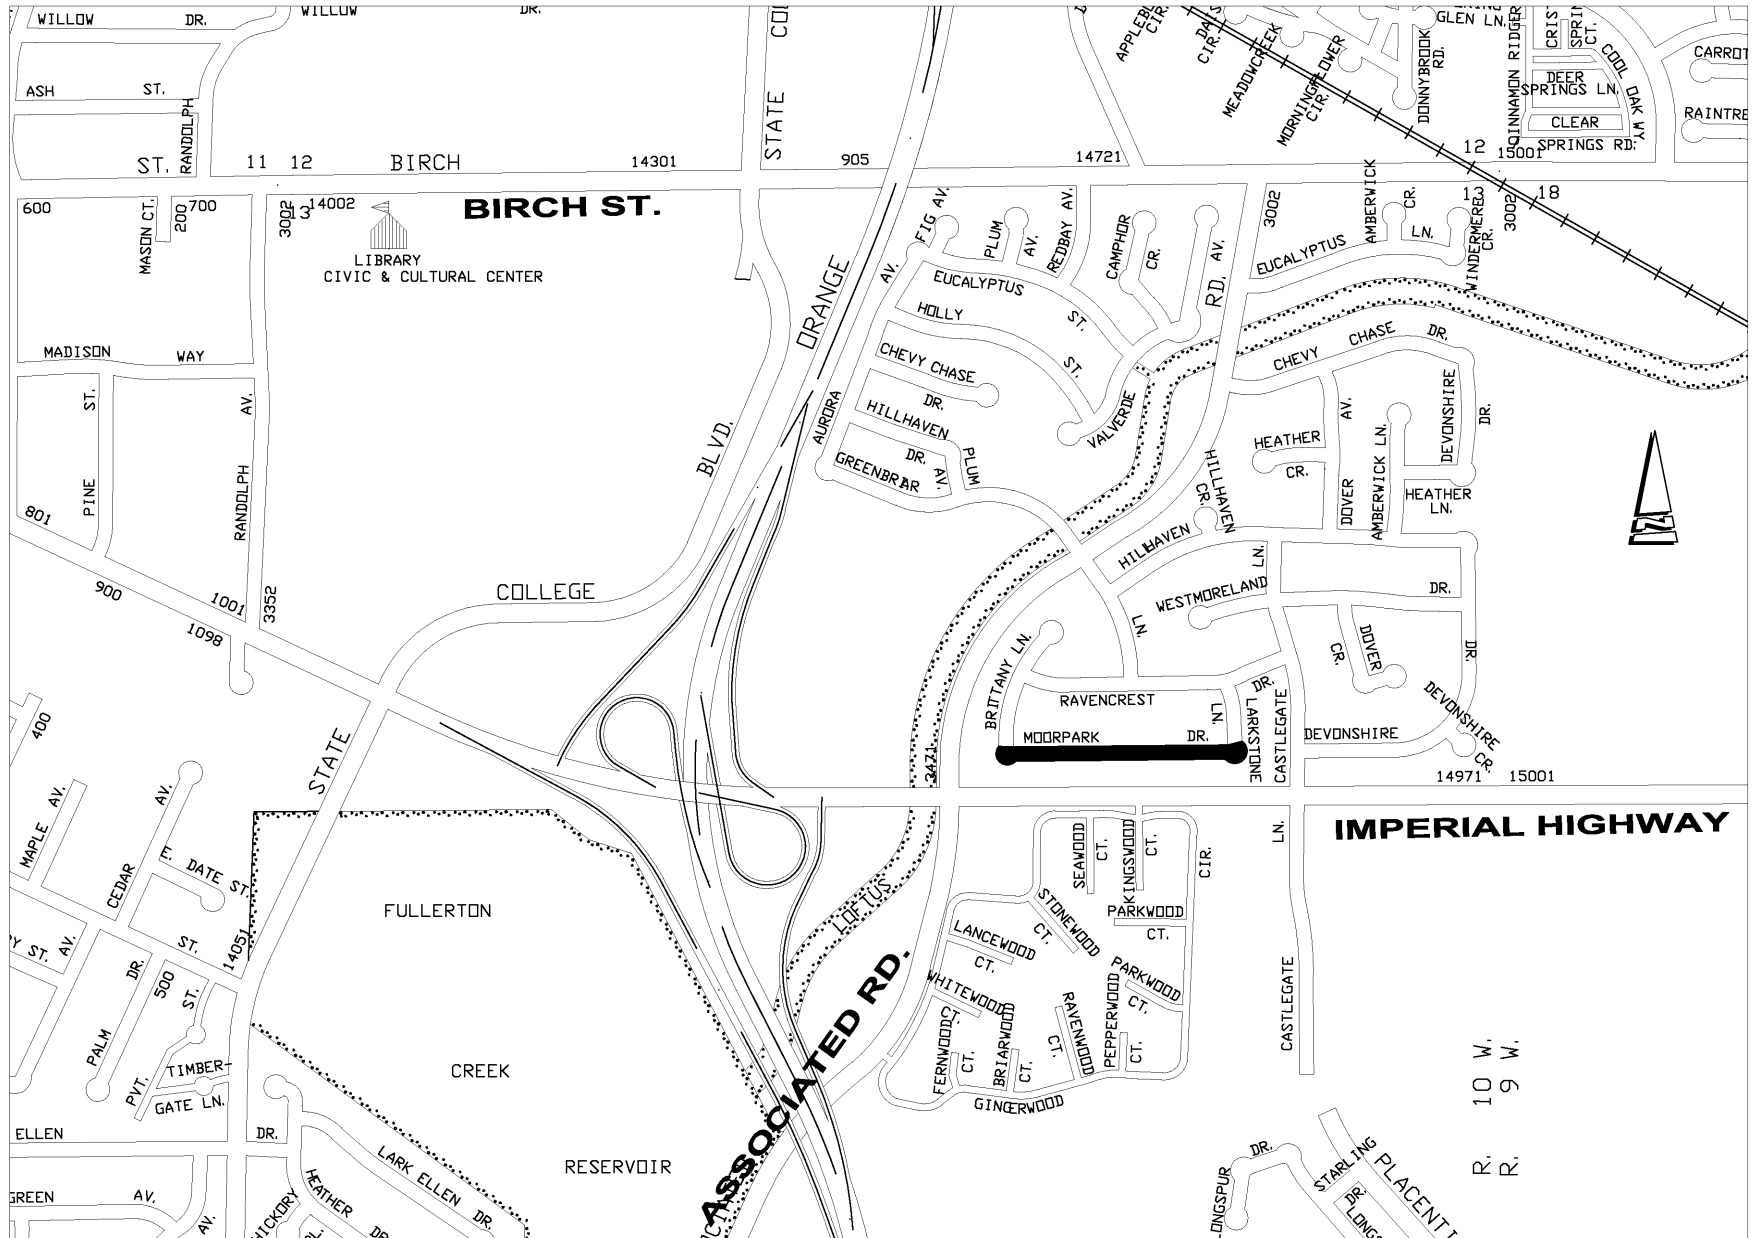 WILLOW DR.
WILLOW
DR.
ASH ST.
RANDOLPH
ST.
11 12
BIRCH
14301
905
14721
STATE
APPLEB
CIR.
CIR.
MEADOWCREEK
MORNINGFLOWER
CIR.
DONNYBROOK
RD.
GLEN LN.
COOL OAK WY
DEER
SPRINGS LN.
CLEAR
SPRINGS RD.
CARROT
RAINTRE
12
15001
13
18
600
MASON CT.
200
700
3002
13
14002
BIRCH ST.
LIBRARY
CIVIC & CULTURAL CENTER
ORANGE
FIG AV.
AV.
PLUM
AV.
REDBAY AV.
CAMPHOR
CR.
RD.
AV.
3002
EUCALYPTUS
AMBERWICK
CR.
LN.
WINDERMERE
CR.
3002
EUCALYPTUS
ST.
HOLLY
ST.
CHEVY CHASE
DR.
HILLHAVEN
DR.
AV.
PLUM
GREENBRIAR
AURORA
VALVERDE
CHEVY CHASE DR.
MADISON WAY
PINE ST.
RANDOLPH AV.
BLVD.
HEATHER
CR.
AV.
DOVER
AMBERWICK LN.
DEVONSHIRE
DR.
HEATHER
LN.
HILLHAVEN
CR.
HILLHAVEN
LN.
WESTMORELAND
DR.
801
900
1001
1098
3352
COLLEGE
STATE
BRITTANY LN.
LN.
RAVENCREST
DR.
LN.
LARKSTONE
CASTLEGATE
CR.
DOVER
DR.
DEVONSHIRE
CR.
DEVONSHIRE
MOORPARK DR.
3471
14971 15001
IMPERIAL HIGHWAY
400
MAPLE AV.
CEDAR AV.
E. DATE ST.
ST.
14051
Y ST.
AV.
PALM DR.
500
ST.
PVT.
TIMBER-
GATE LN.
FULLERTON
CREEK
RESERVOIR
LOFTUS
ASSOCIATED RD.
SEAWOOD
CT.
KINGSWOOD
CT.
CIR.
STONEWOOD
CT.
PARKWOOD
CT.
LANCEWOOD
CT.
WHITEWOOD
CT.
PARKWOOD
CT.
FERNWOOD
CT.
BRIARWOOD
CT.
RAVENWOOD
CT.
PEPPERWOOD
CT.
GINGERWOOD
LN.
CASTLEGATE
R. 10 W.
R. 9 W.
ELLEN
DR.
LARK ELLEN DR.
GREEN AV.
AV.
HICKORY
HEATHER
DR.
LONGSPUR
DR.
STARLING
DR.
PLACENTI